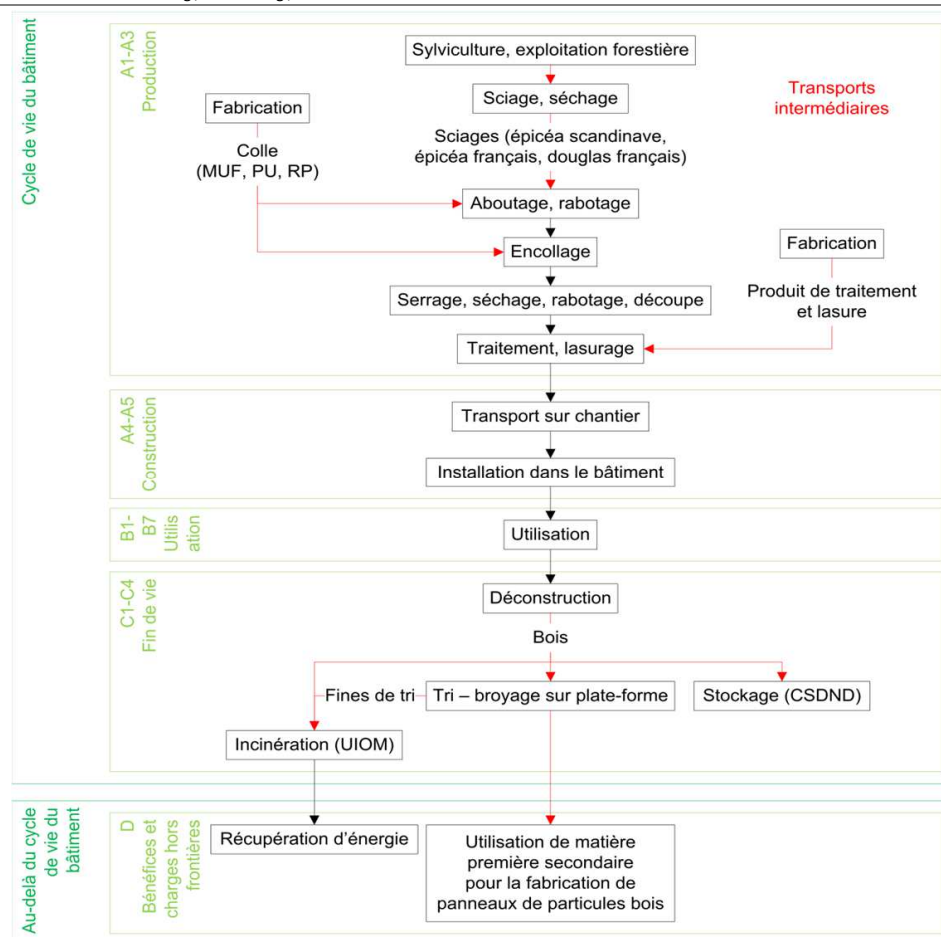 Cycle de vie du bâtiment
A1-A3
Production
Sylviculture, exploitation forestière
Transports
intermédiaires
Sciage, séchage
Fabrication
Sciages (épicéa scandinave,
épicéa français, douglas français)
Colle
(MUF, PU, RP)
Aboutage, rabotage
Encollage
Fabrication
Serrage, séchage, rabotage, découpe
Produit de traitement
et lasure
Traitement, lasurage
A4-A5
Construction
Transport sur chantier
Installation dans le bâtiment
B1-
B7
Utilis
ation
Utilisation
C1-C4
Fin de vie
Déconstruction
Bois
Fines de tri
Tri – broyage sur plate-forme
Stockage (CSDND)
Incinération (UIOM)
Au-delà du cycle
de vie du
bâtiment
D
Bénéfices et
charges hors
frontières
Récupération d'énergie
Utilisation de matière
première secondaire
pour la fabrication de
panneaux de particules bois